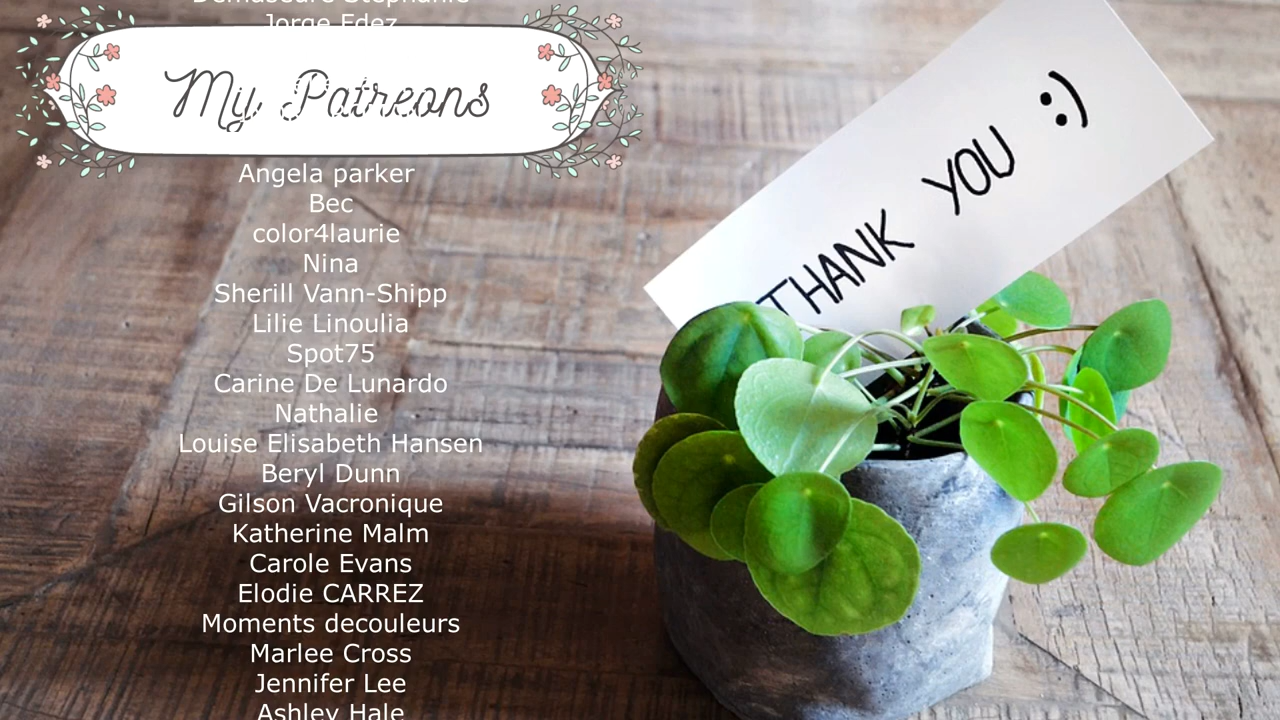 Jorge Edez
My Patreons
Angela parker
Bec
color4laurie
Nina
Sherill Vann-Shipp
Lilie Linoulia
Spot75
Carine De Lunardo
Nathalie
Louise Elisabeth Hansen
Beryl Dunn
Gilson Vacronique
Katherine Malm
Carole Evans
Elodie CARREZ
Moments decouleurs
Marlee Cross
Jennifer Lee
Ashley Hale
THANK YOU :)